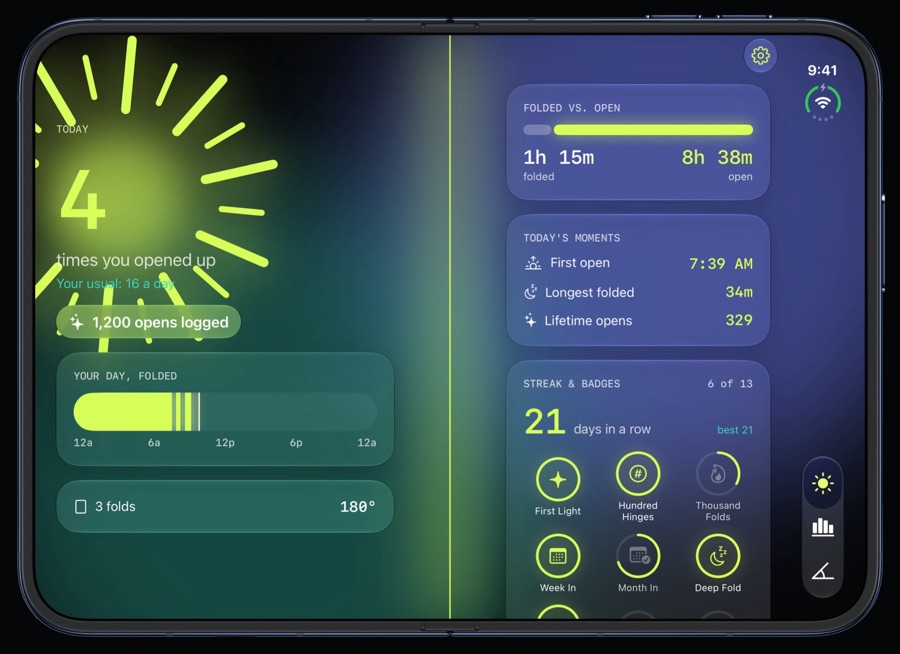 TODAY
4
times you opened up
Your usual: 16 a day
1,200 opens logged
YOUR DAY, FOLDED
12a 6a 12p 6p 12a
3 folds 180°
9:41
FOLDED VS. OPEN
1h 15m 8h 38m
folded open
TODAY'S MOMENTS
First open 7:39 AM
Longest folded 34m
Lifetime opens 329
STREAK & BADGES 6 of 13
21 days in a row best 21
#
First Light
Hundred
Hinges
Thousand
Folds
Week In
Month In
Deep Fold